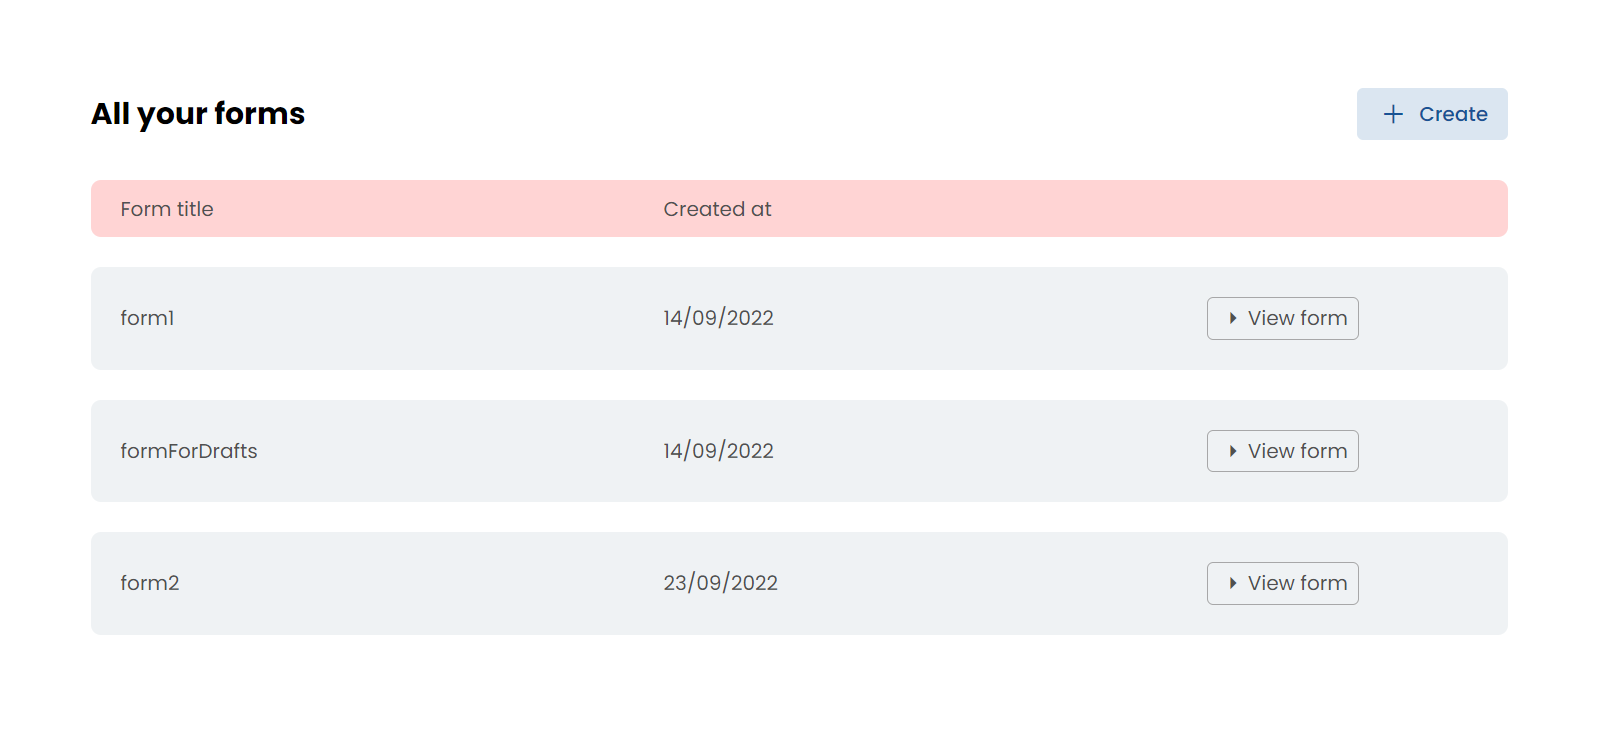 All your forms
+ Create
Form title Created at
form1 14/09/2022 View form
formForDrafts 14/09/2022 View form
form2 23/09/2022 View form